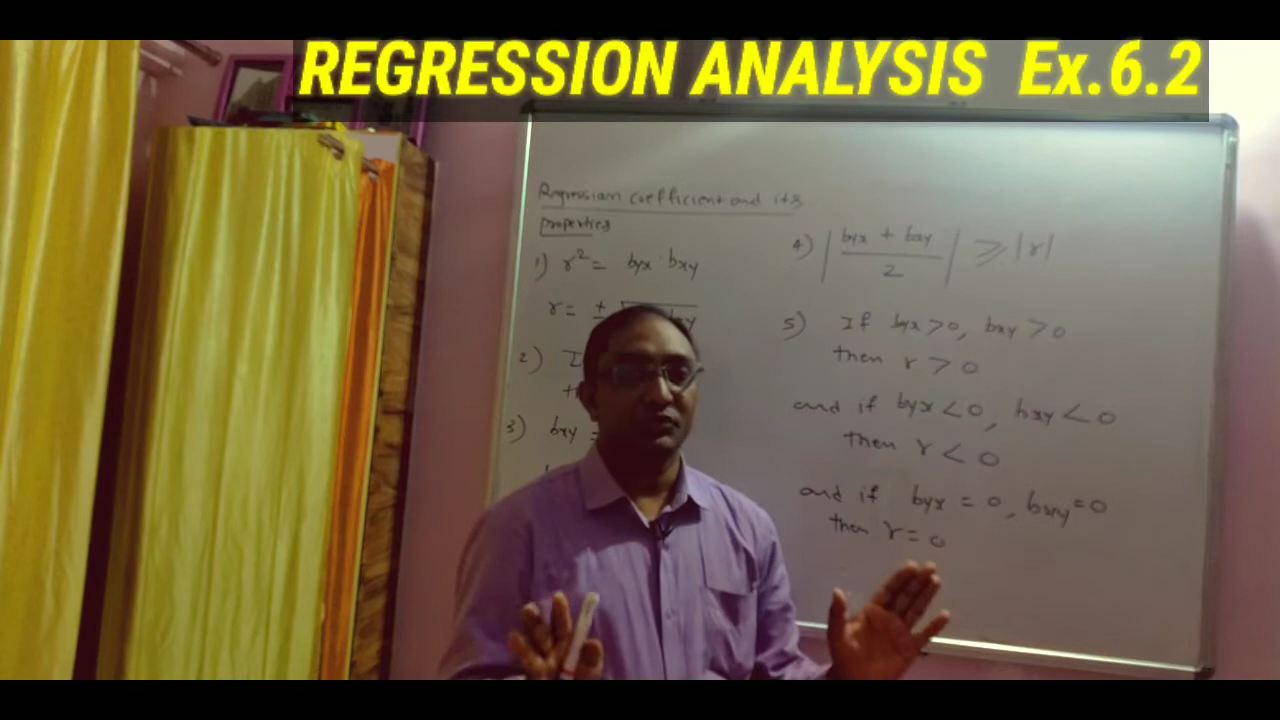 REGRESSION ANALYSIS Ex.6.2
Regression coefficient and its
properties
1) r² = byx · bxy
r = ±
2) I
3) bxy =
4) | byx + bxy / 2 | ≥ |r|
5) If byx > 0, bxy > 0
then r > 0
and if byx < 0, bxy < 0
then r < 0
and if byx = 0, bxy = 0
then r = 0